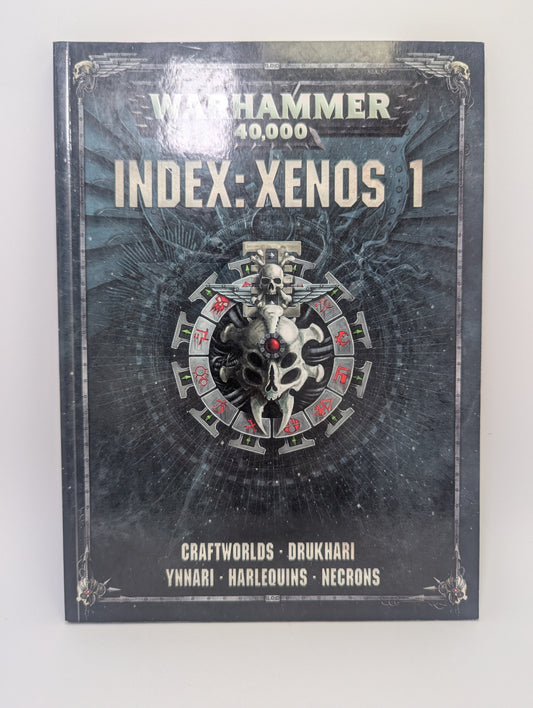 WARHAMMER
40,000
INDEX: XENOS 1
CRAFTWORLDS · DRUKHARI
YNNARI · HARLEQUINS · NECRONS